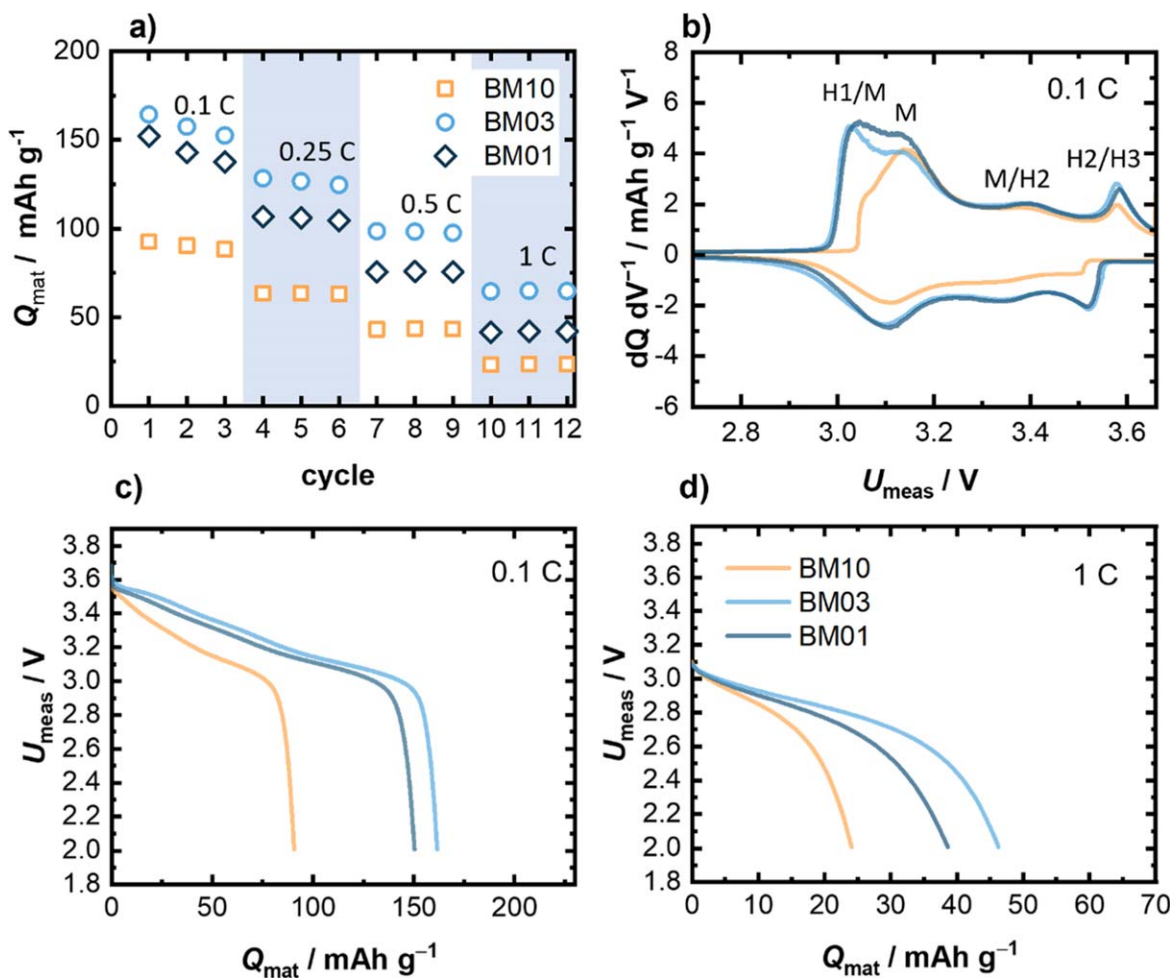 a)
200
150
100
50
0
Q_mat / mAh g⁻¹
0.1 C
0.25 C
0.5 C
1 C
BM10
BM03
BM01
0 1 2 3 4 5 6 7 8 9 10 11 12
cycle
b)
8
6
4
2
0
-2
-4
-6
dQ dV⁻¹ / mAh g⁻¹ V⁻¹
0.1 C
H1/M
M
M/H2
H2/H3
2.8 3.0 3.2 3.4 3.6
U_meas / V
c)
3.8
3.6
3.4
3.2
3.0
2.8
2.6
2.4
2.2
2.0
1.8
U_meas / V
0.1 C
0 50 100 150 200
Q_mat / mAh g⁻¹
d)
3.8
3.6
3.4
3.2
3.0
2.8
2.6
2.4
2.2
2.0
1.8
U_meas / V
BM10
BM03
BM01
1 C
0 10 20 30 40 50 60 70
Q_mat / mAh g⁻¹